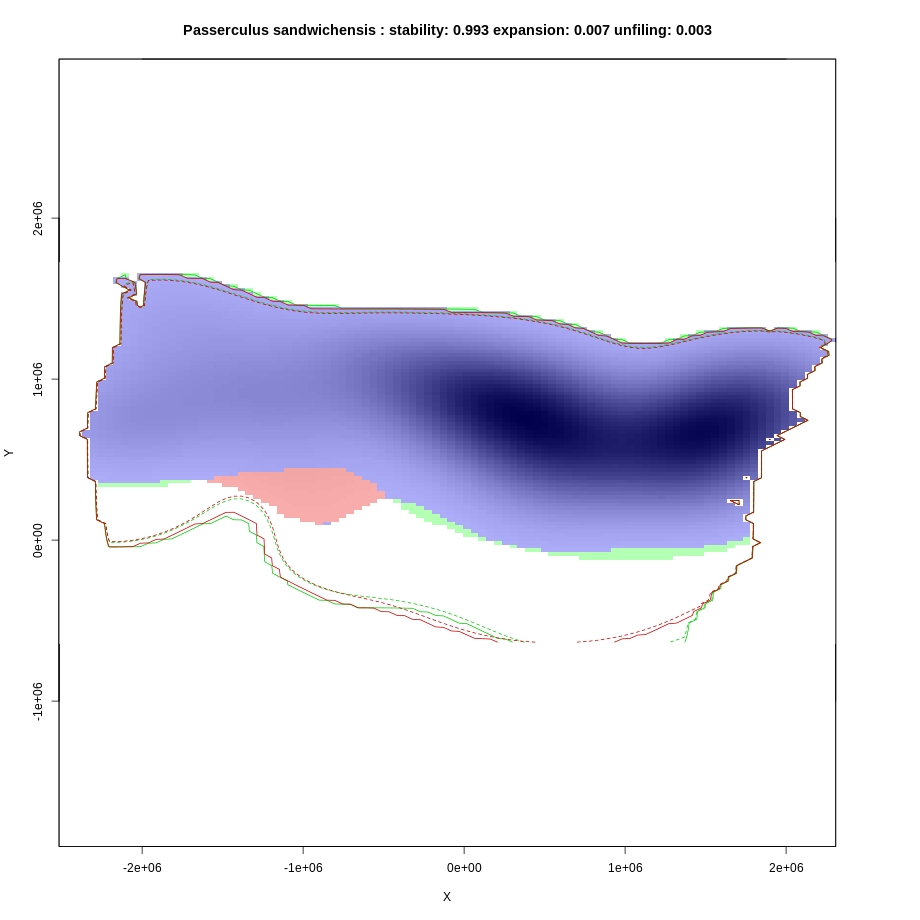 Passerculus sandwichensis : stability: 0.993 expansion: 0.007 unfiling: 0.003
2e+06
1e+06
0e+00
-1e+06
Y
-2e+06 -1e+06 0e+00 1e+06 2e+06
X